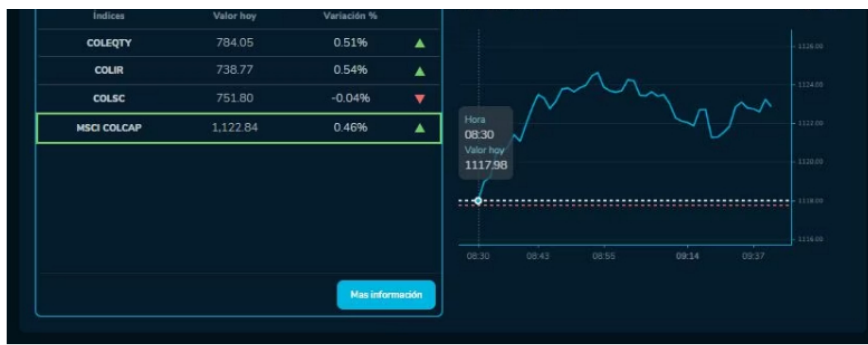 Índices Valor hoy Variación %
COLEQTY 784.05 0.51%
COLIR 738.77 0.54%
COLSC 751.80 -0.04%
MSCI COLCAP 1,122.84 0.46%
Mas información
1126.00
1124.00
1122.00
1120.00
1118.00
1116.00
Hora
08:30
Valor hoy
1117.98
08:30 08:43 08:55 09:14 09:37